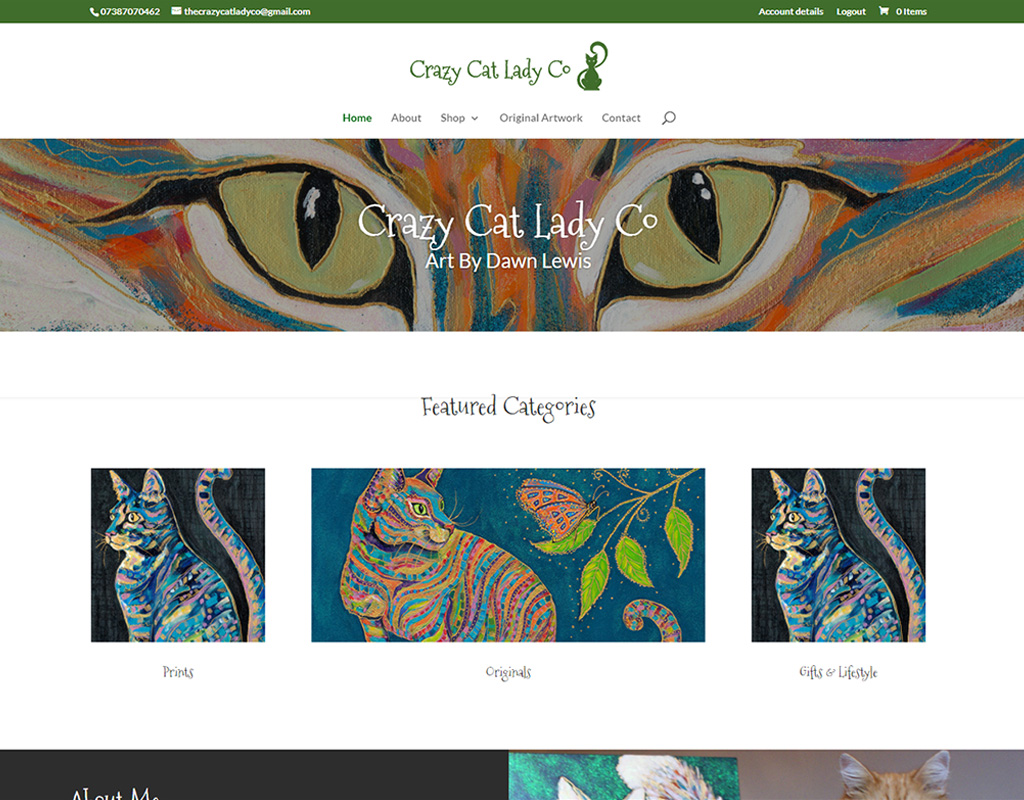 07387070462 thecrazycatladyco@gmail.com Account details Logout 0 Items
Crazy Cat Lady Co
Home About Shop Original Artwork Contact
Crazy Cat Lady Co
Art By Dawn Lewis
Featured Categories
Prints Originals Gifts & Lifestyle
About Me